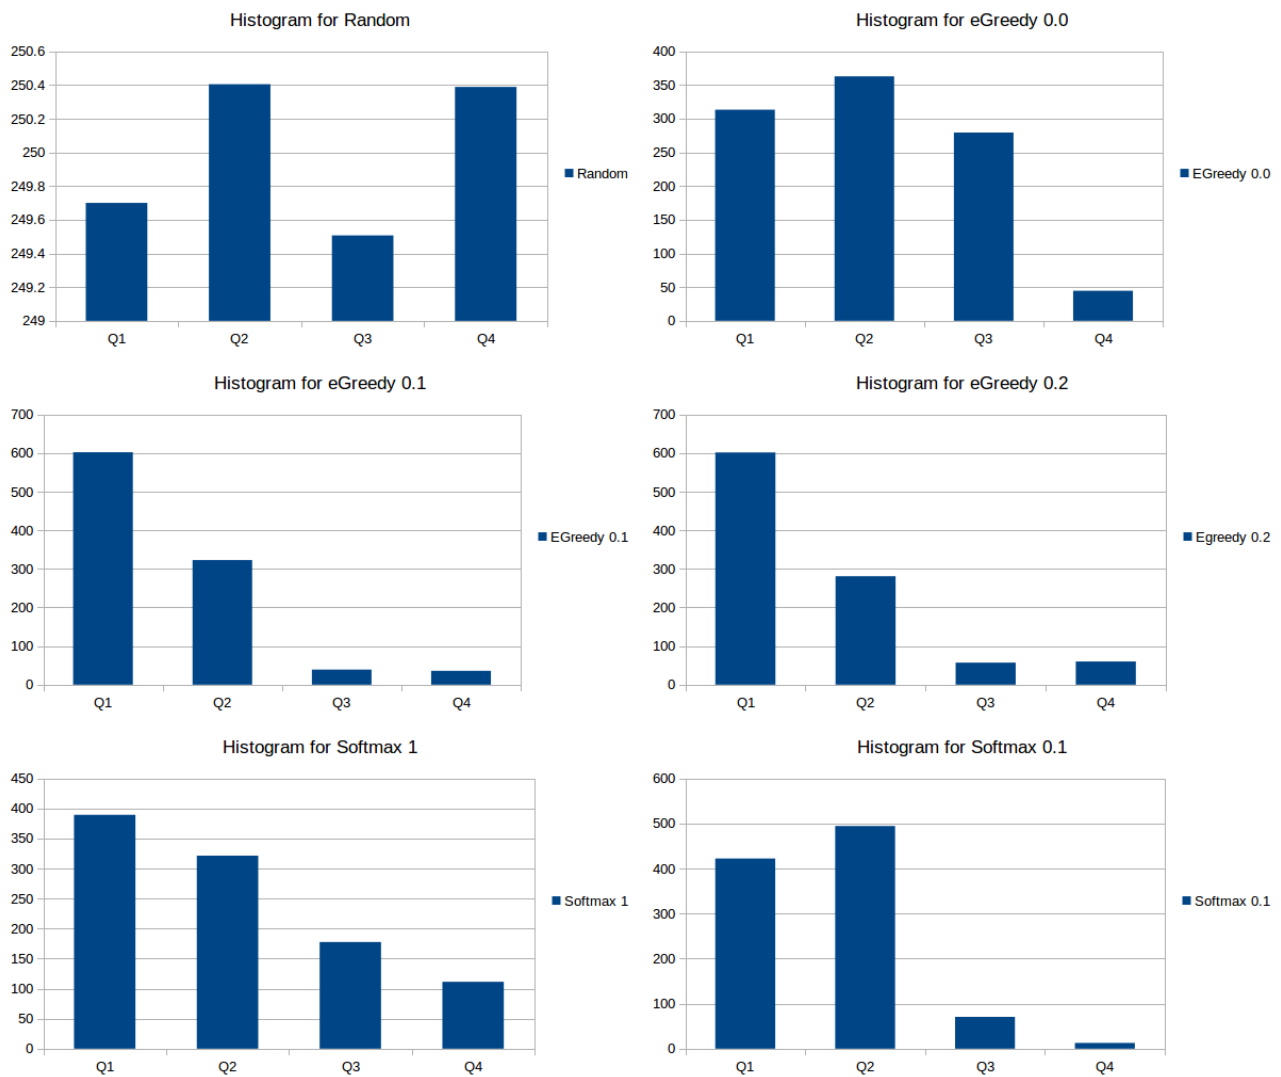 Histogram for Random
250.6
250.4
250.2
250
249.8
249.6
249.4
249.2
249
Q1 Q2 Q3 Q4
Random
Histogram for eGreedy 0.0
400
350
300
250
200
150
100
50
0
Q1 Q2 Q3 Q4
EGreedy 0.0
Histogram for eGreedy 0.1
700
600
500
400
300
200
100
0
Q1 Q2 Q3 Q4
EGreedy 0.1
Histogram for eGreedy 0.2
700
600
500
400
300
200
100
0
Q1 Q2 Q3 Q4
Egreedy 0.2
Histogram for Softmax 1
450
400
350
300
250
200
150
100
50
0
Q1 Q2 Q3 Q4
Softmax 1
Histogram for Softmax 0.1
600
500
400
300
200
100
0
Q1 Q2 Q3 Q4
Softmax 0.1